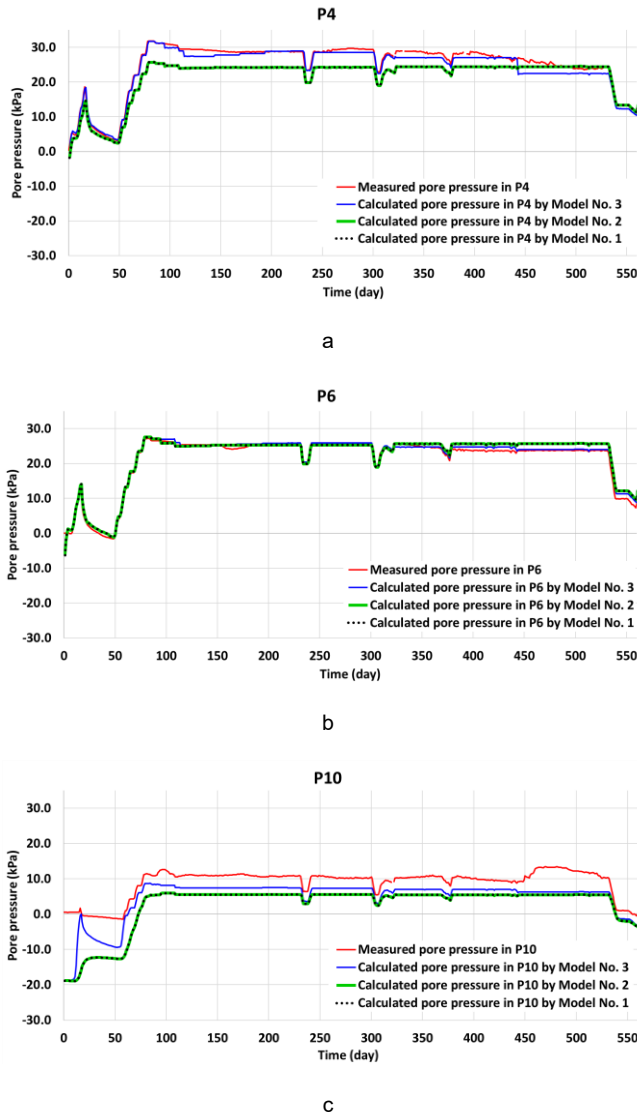 P4
30.0
20.0
10.0
0.0
-10.0
-20.0
-30.0
Pore pressure (kPa)
Measured pore pressure in P4
Calculated pore pressure in P4 by Model No. 3
Calculated pore pressure in P4 by Model No. 2
Calculated pore pressure in P4 by Model No. 1
0 50 100 150 200 250 300 350 400 450 500 550
Time (day)
a
P6
30.0
20.0
10.0
0.0
-10.0
-20.0
-30.0
Pore pressure (kPa)
Measured pore pressure in P6
Calculated pore pressure in P6 by Model No. 3
Calculated pore pressure in P6 by Model No. 2
Calculated pore pressure in P6 by Model No. 1
0 50 100 150 200 250 300 350 400 450 500 550
Time (day)
b
P10
30.0
20.0
10.0
0.0
-10.0
-20.0
-30.0
Pore pressure (kPa)
Measured pore pressure in P10
Calculated pore pressure in P10 by Model No. 3
Calculated pore pressure in P10 by Model No. 2
Calculated pore pressure in P10 by Model No. 1
0 50 100 150 200 250 300 350 400 450 500 550
Time (day)
c